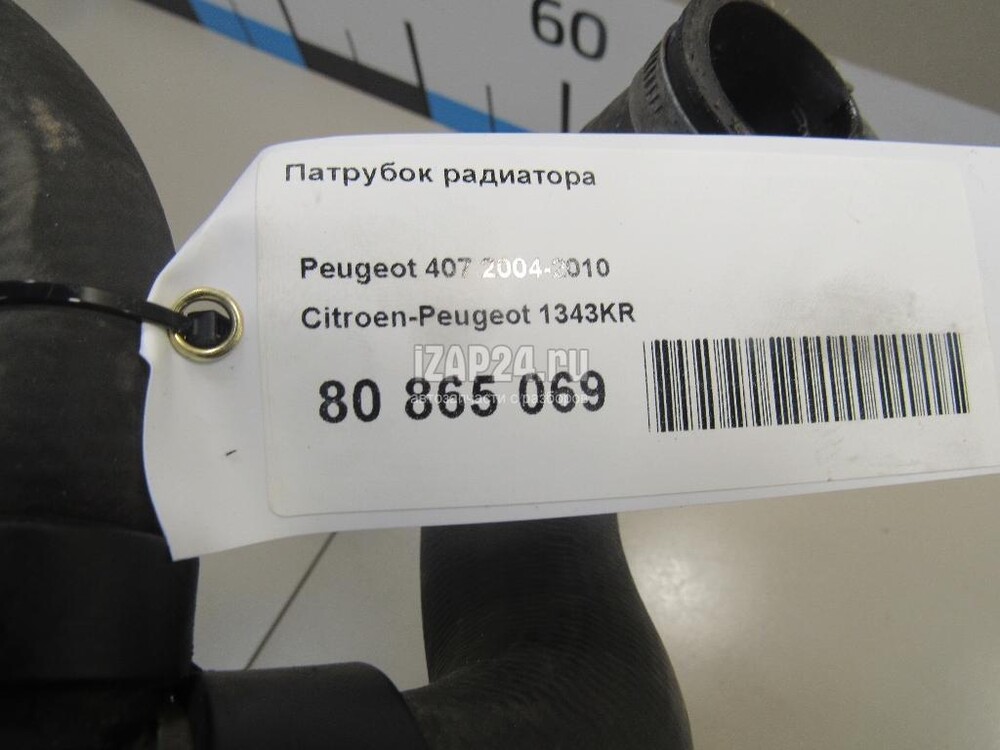 60
Патрубок радиатора
Peugeot 407 2004-2010
Citroen-Peugeot 1343KR
iZAP24.ru
автозапчасти с разборок
80 865 069